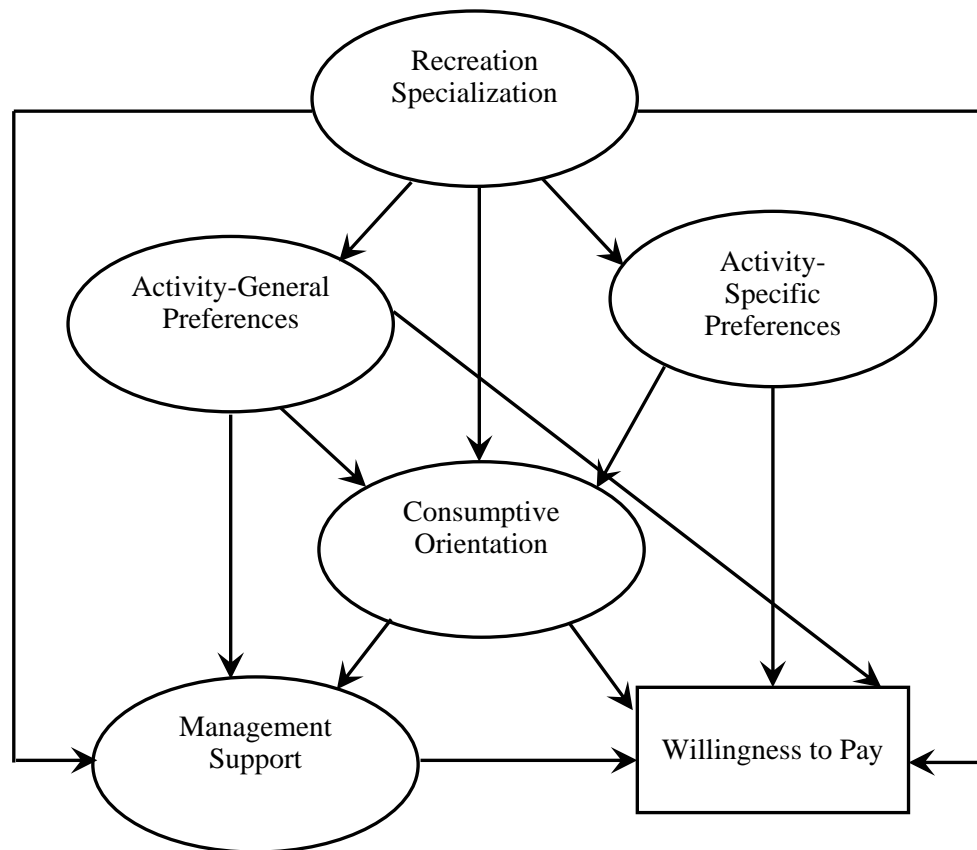 Recreation
Specialization
Activity-General
Preferences
Activity-
Specific
Preferences
Consumptive
Orientation
Management
Support
Willingness to Pay